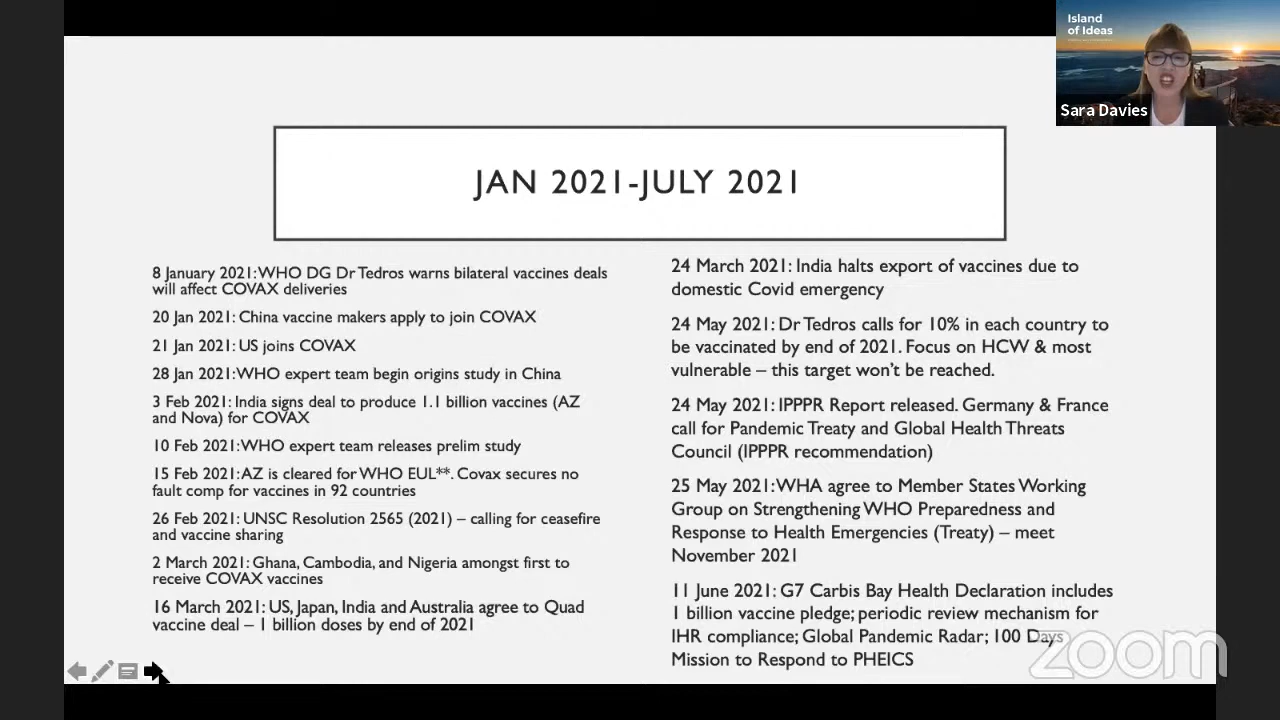 Island
of Ideas
Sara Davies
JAN 2021-JULY 2021
8 January 2021: WHO DG Dr Tedros warns bilateral vaccines deals
will affect COVAX deliveries
20 Jan 2021: China vaccine makers apply to join COVAX
21 Jan 2021: US joins COVAX
28 Jan 2021: WHO expert team begin origins study in China
3 Feb 2021: India signs deal to produce 1.1 billion vaccines (AZ
and Nova) for COVAX
10 Feb 2021: WHO expert team releases prelim study
15 Feb 2021: AZ is cleared for WHO EUL**. Covax secures no
fault comp for vaccines in 92 countries
26 Feb 2021: UNSC Resolution 2565 (2021) – calling for ceasefire
and vaccine sharing
2 March 2021: Ghana, Cambodia, and Nigeria amongst first to
receive COVAX vaccines
16 March 2021: US, Japan, India and Australia agree to Quad
vaccine deal – 1 billion doses by end of 2021
24 March 2021: India halts export of vaccines due to
domestic Covid emergency
24 May 2021: Dr Tedros calls for 10% in each country to
be vaccinated by end of 2021. Focus on HCW & most
vulnerable – this target won't be reached.
24 May 2021: IPPPR Report released. Germany & France
call for Pandemic Treaty and Global Health Threats
Council (IPPPR recommendation)
25 May 2021: WHA agree to Member States Working
Group on Strengthening WHO Preparedness and
Response to Health Emergencies (Treaty) – meet
November 2021
11 June 2021: G7 Carbis Bay Health Declaration includes
1 billion vaccine pledge; periodic review mechanism for
IHR compliance; Global Pandemic Radar; 100 Days
Mission to Respond to PHEICS
zoom